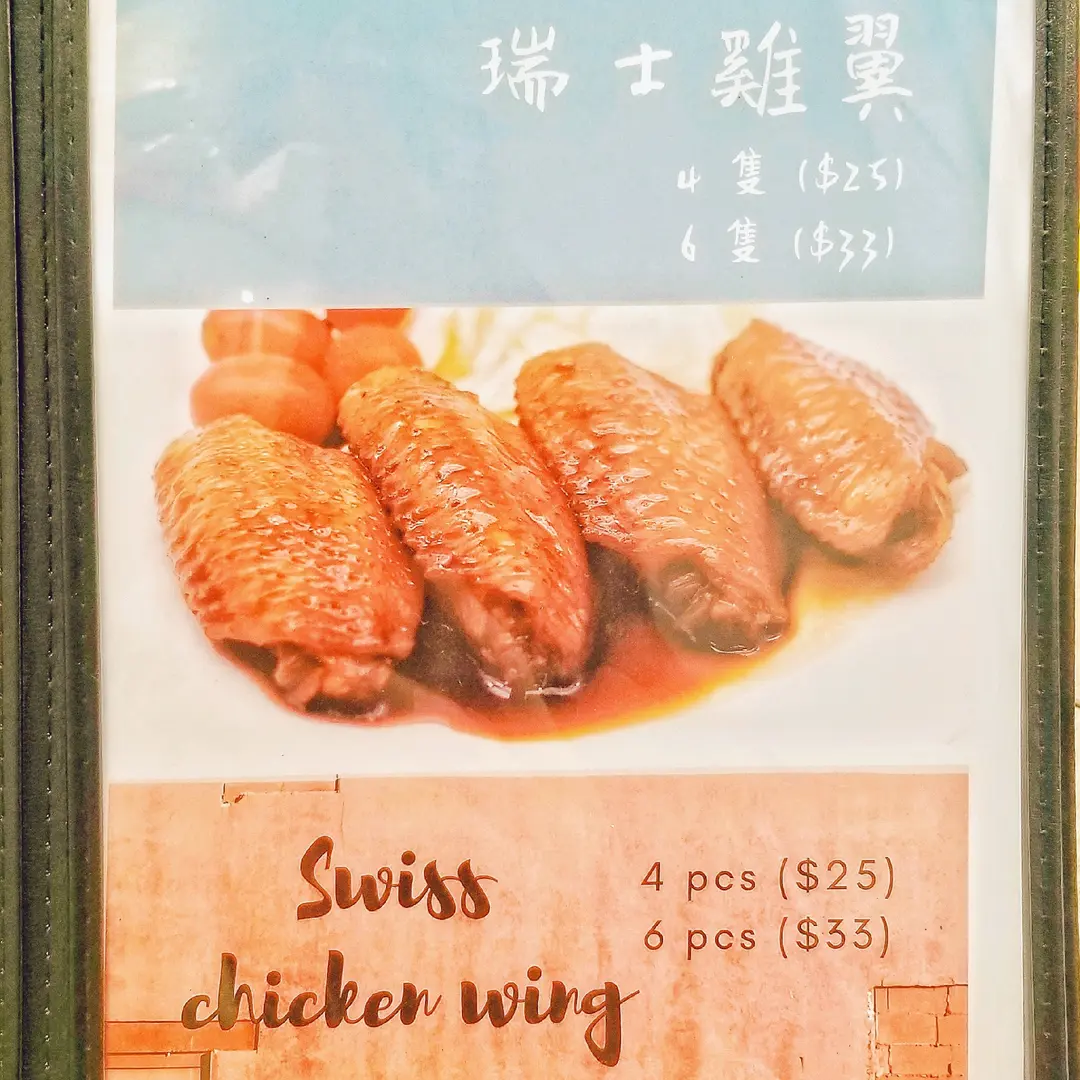 瑞士雞翼
4 隻 ($25)
6 隻 ($33)
Swiss
chicken wing
4 pcs ($25)
6 pcs ($33)